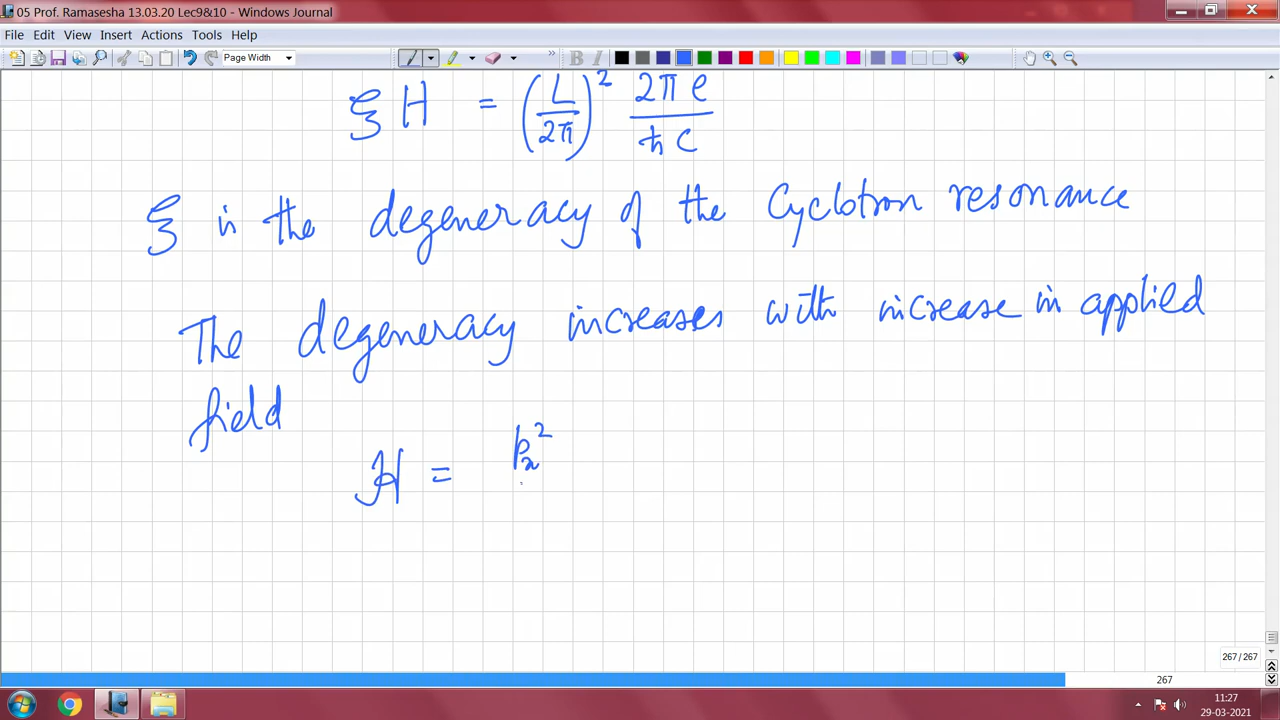 05 Prof. Ramasesha 13.03.20 Lec9&10 - Windows Journal
File Edit View Insert Actions Tools Help
Page Width
ξ H = (L/2π)² 2πe/ħc
ξ is the degeneracy of the Cyclotron resonance
The degeneracy increases with increase in applied
field
ℋ = pₓ²
267/267
267
11:27
29-03-2021